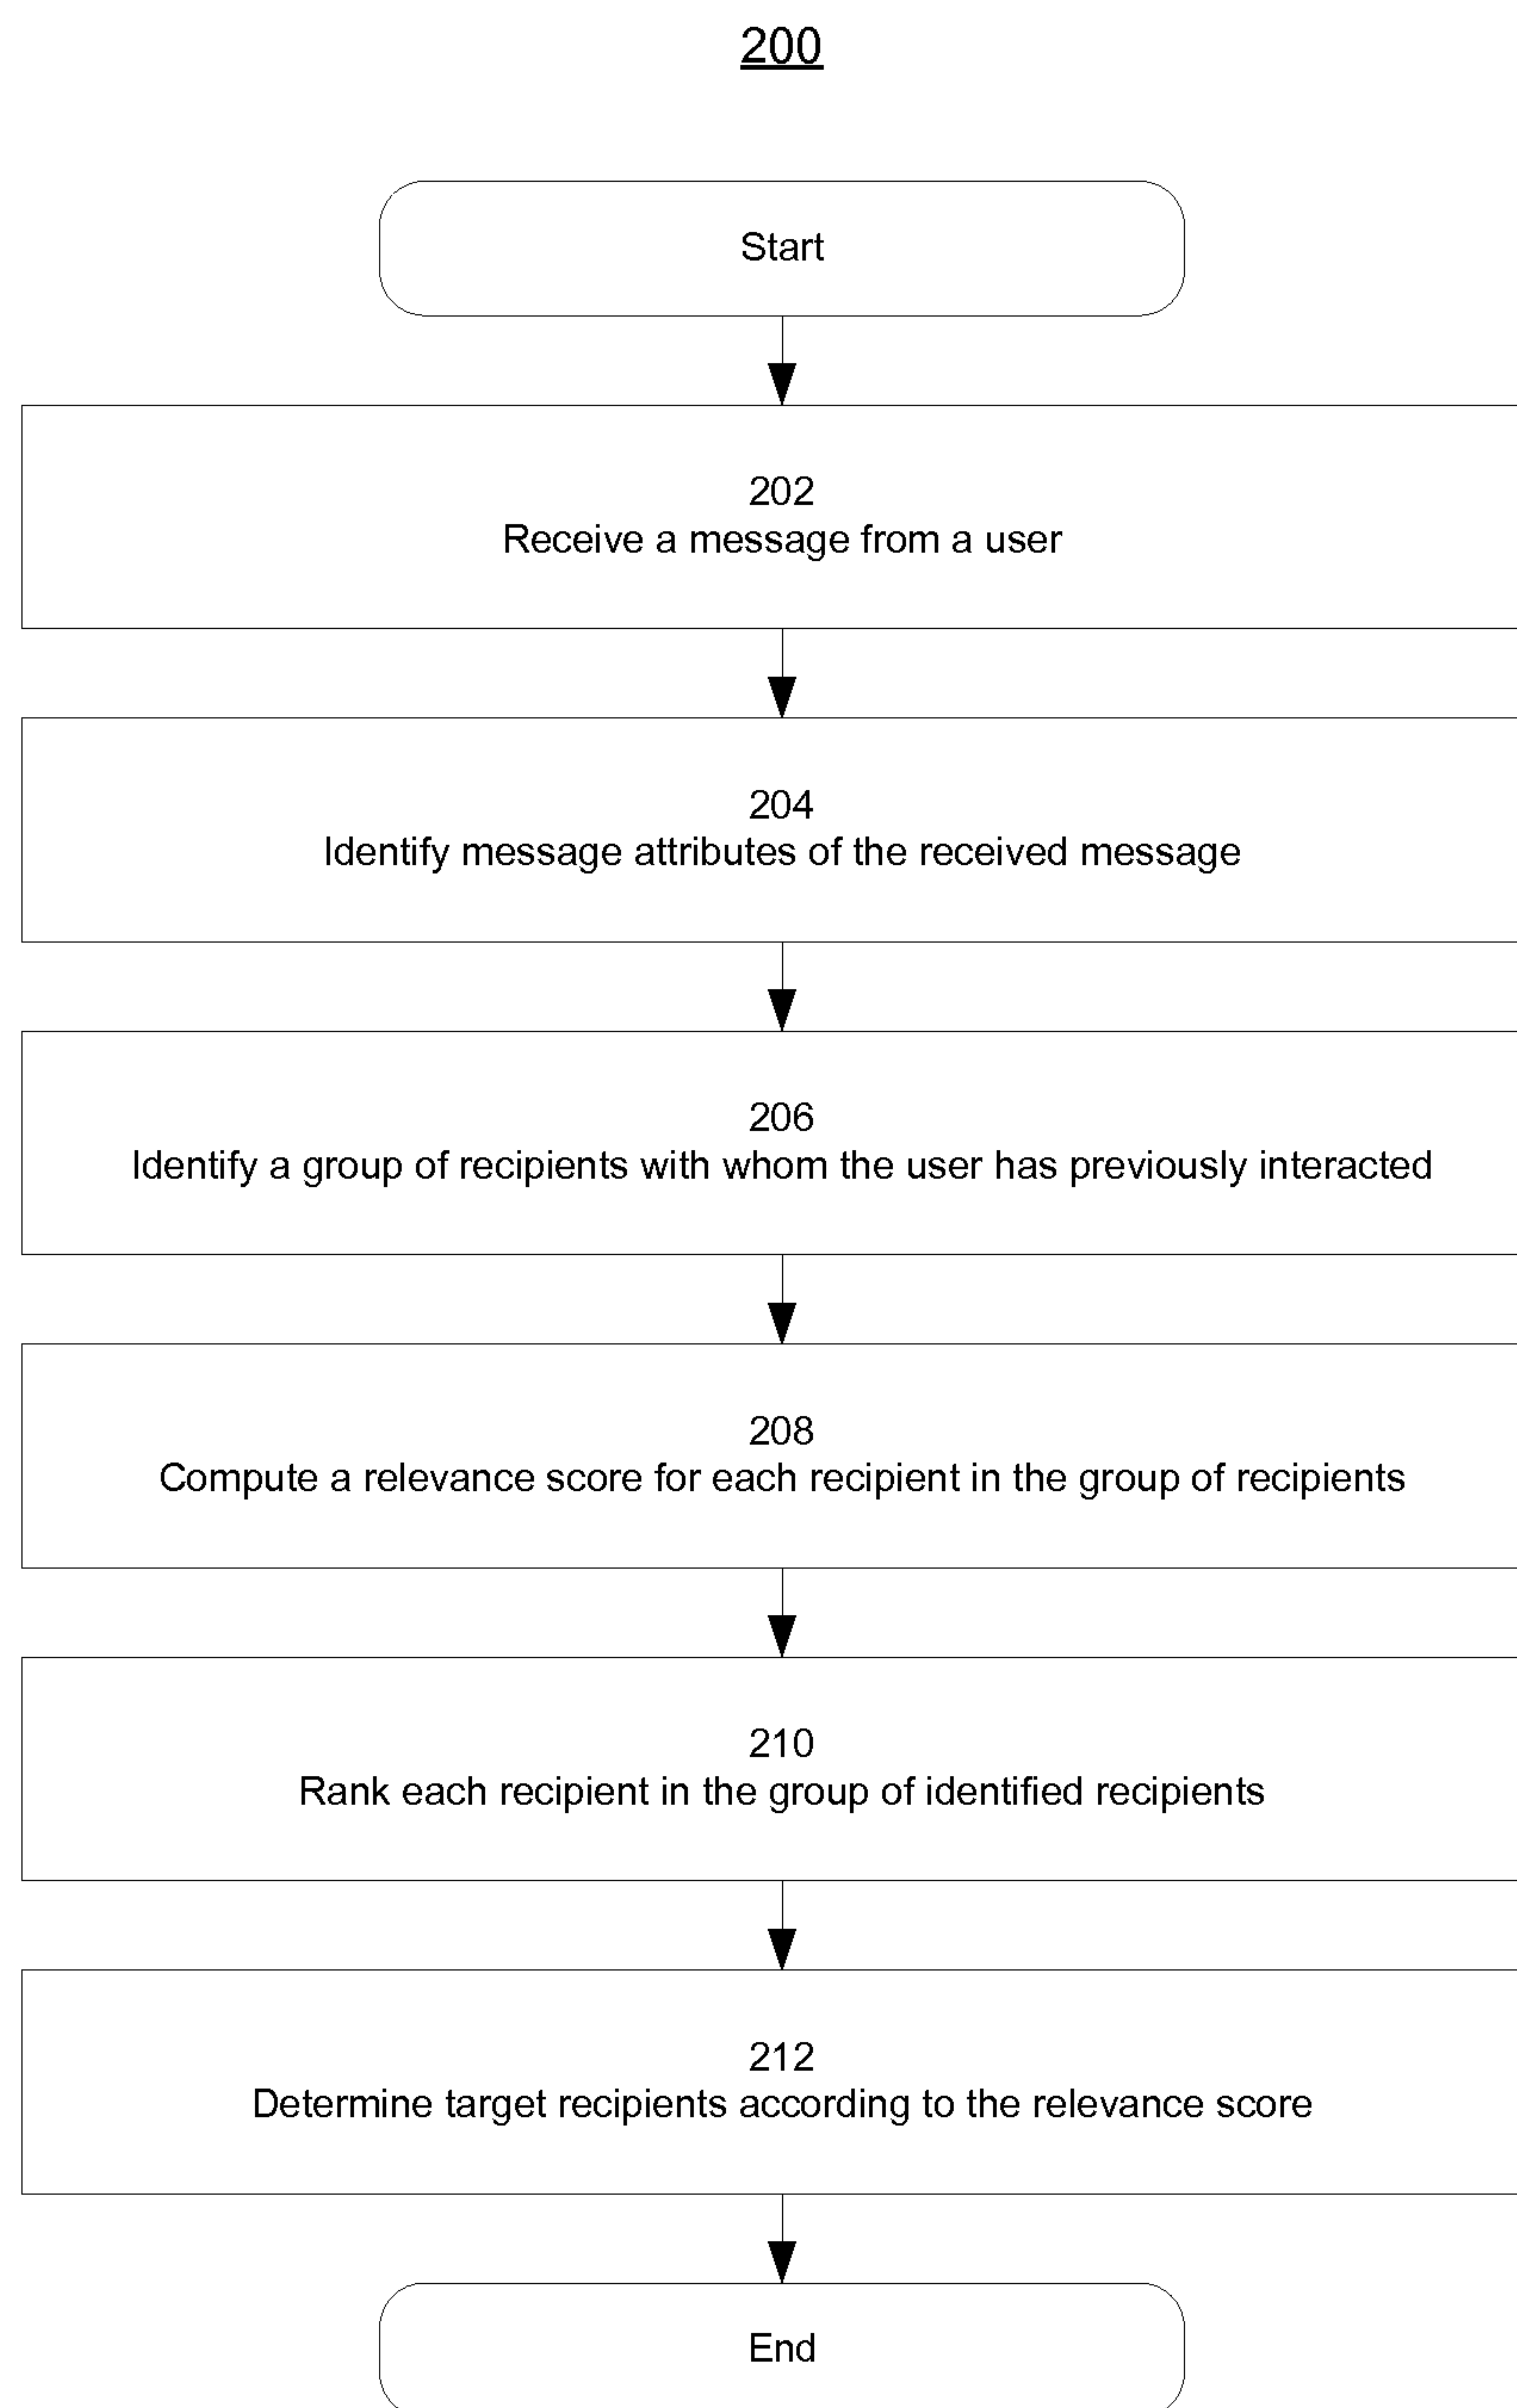 200
Start
202
Receive a message from a user
204
Identify message attributes of the received message
206
Identify a group of recipients with whom the user has previously interacted
208
Compute a relevance score for each recipient in the group of recipients
210
Rank each recipient in the group of identified recipients
212
Determine target recipients according to the relevance score
End